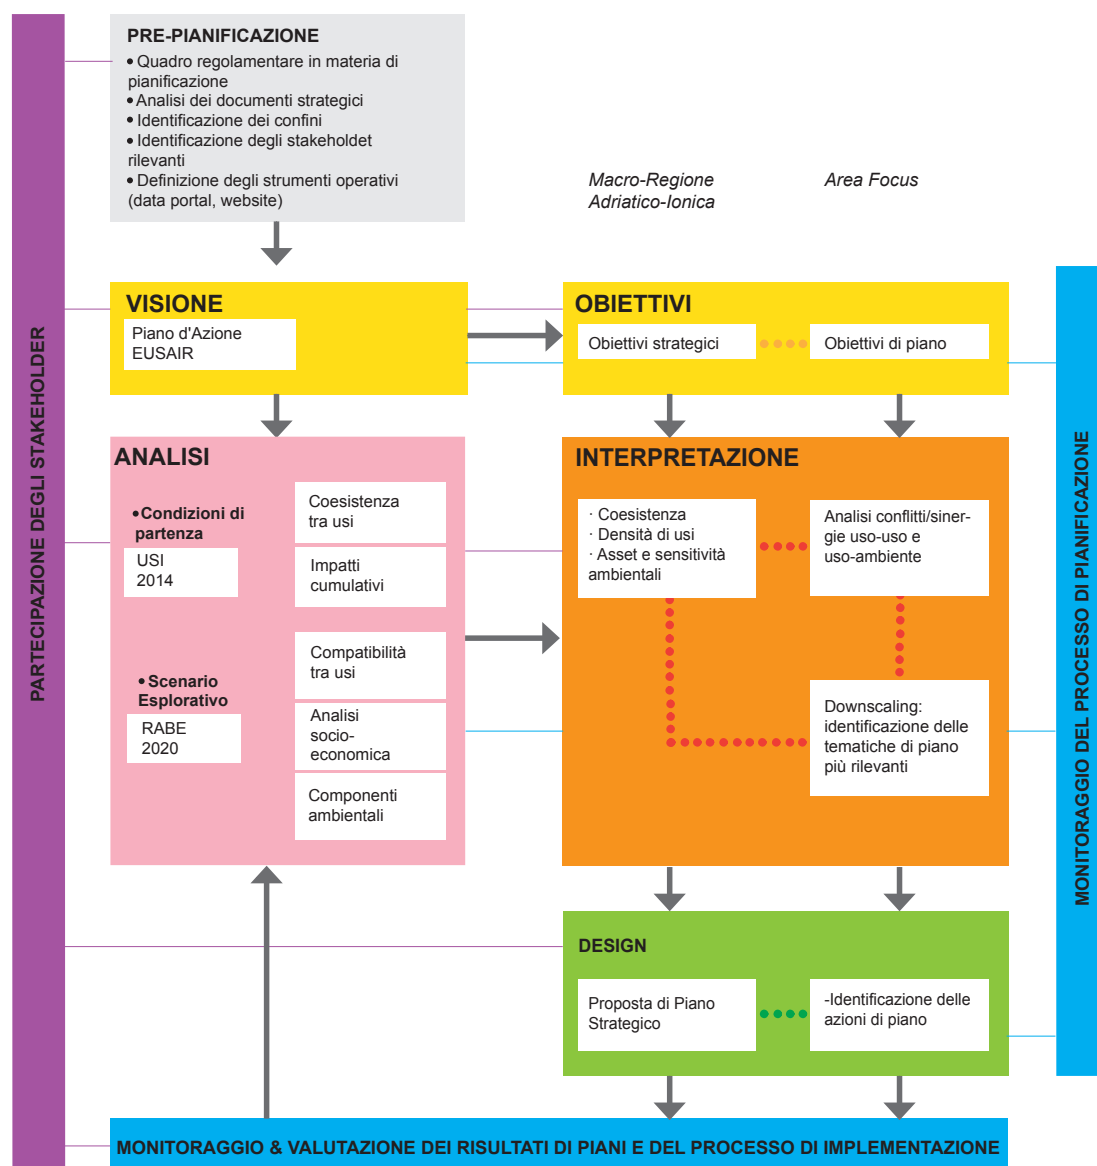 PRE-PIANIFICAZIONE
• Quadro regolamentare in materia di
pianificazione
• Analisi dei documenti strategici
• Identificazione dei confini
• Identificazione degli stakeholdet
rilevanti
• Definizione degli strumenti operativi
(data portal, website)
Macro-Regione
Adriatico-Ionica
Area Focus
PARTECIPAZIONE DEGLI STAKEHOLDER
VISIONE
Piano d'Azione
EUSAIR
OBIETTIVI
Obiettivi strategici
Obiettivi di piano
ANALISI
• Condizioni di
partenza
USI
2014
• Scenario
Esplorativo
RABE
2020
Coesistenza
tra usi
Impatti
cumulativi
Compatibilità
tra usi
Analisi
socio-
economica
Componenti
ambientali
INTERPRETAZIONE
· Coesistenza
· Densità di usi
· Asset e sensitività
ambientali
Analisi conflitti/siner-
gie uso-uso e
uso-ambiente
Downscaling:
identificazione delle
tematiche di piano
più rilevanti
DESIGN
Proposta di Piano
Strategico
-Identificazione delle
azioni di piano
MONITORAGGIO DEL PROCESSO DI PIANIFICAZIONE
MONITORAGGIO & VALUTAZIONE DEI RISULTATI DI PIANI E DEL PROCESSO DI IMPLEMENTAZIONE